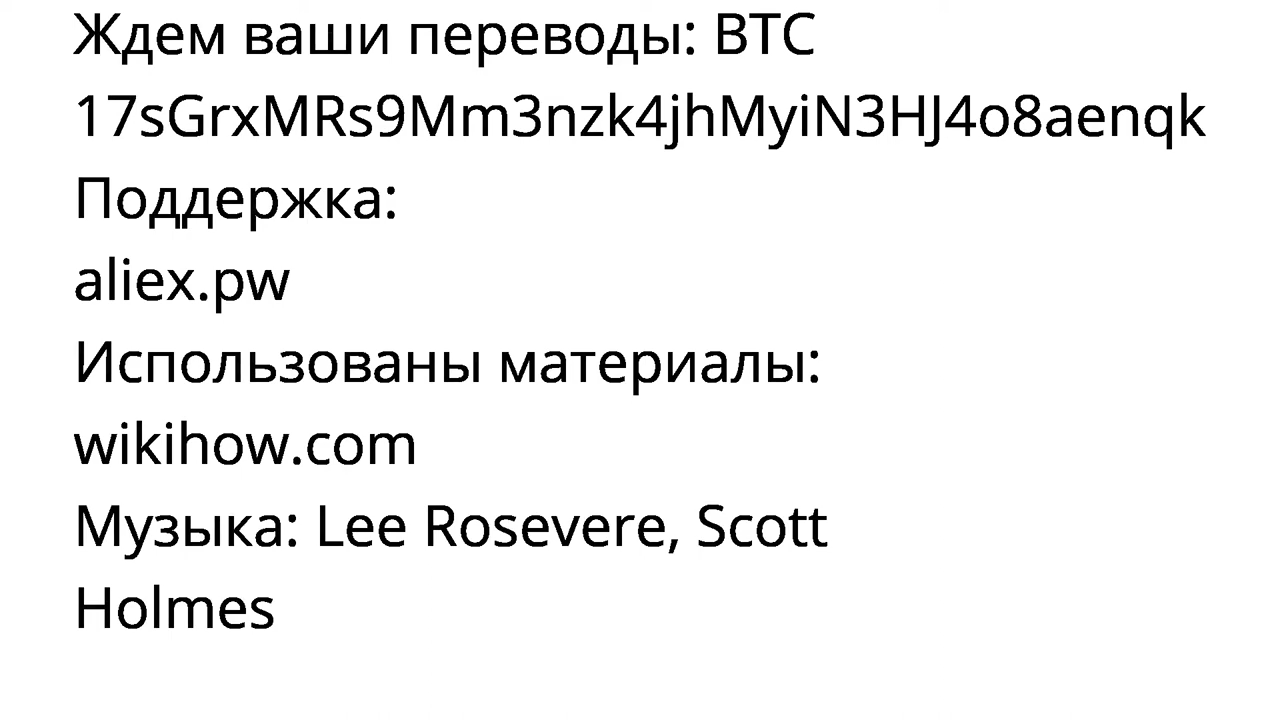 Ждем ваши переводы: BTC
17sGrxMRs9Mm3nzk4jhMyiN3HJ4o8aenqk
Поддержка:
aliex.pw
Использованы материалы:
wikihow.com
Музыка: Lee Rosevere, Scott
Holmes